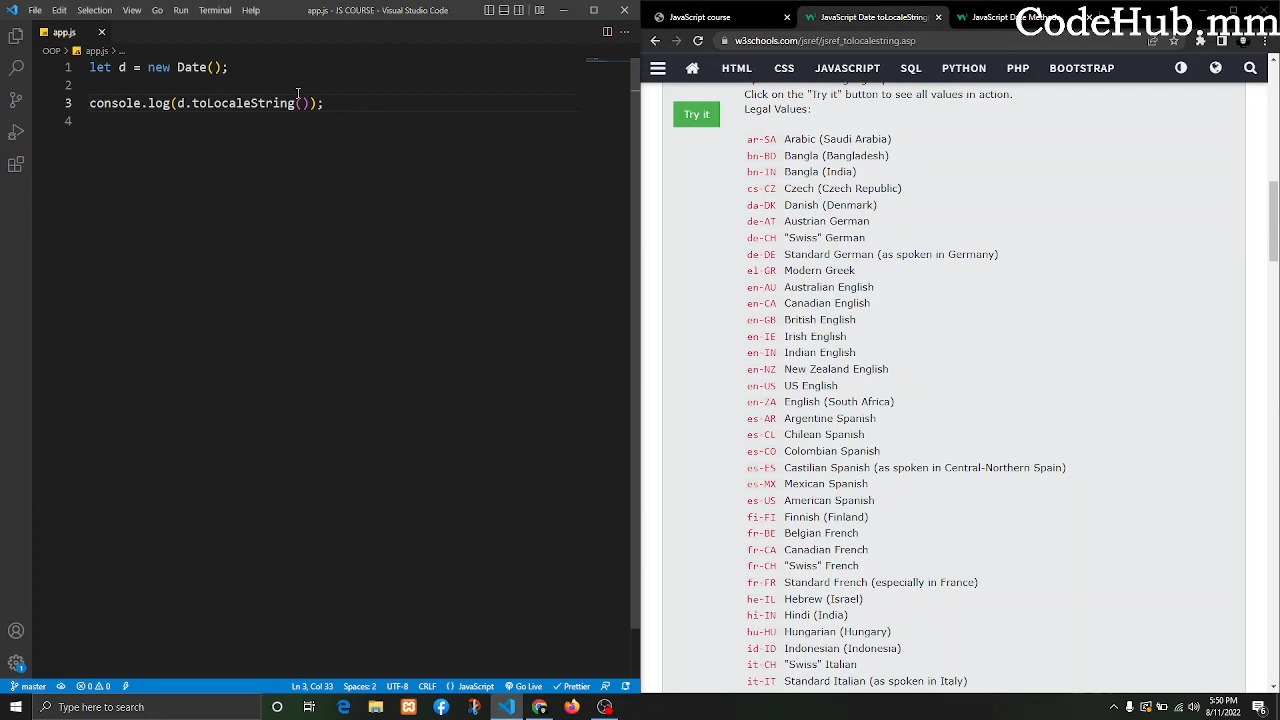 File Edit Selection View Go Run Terminal Help
app.js - JS COURSE - Visual Studio Code
app.js
OOP > app.js > ...
1 let d = new Date();
2
3 console.log(d.toLocaleString());
4
master
0 0
Ln 3, Col 33 Spaces: 2 UTF-8 CRLF JavaScript Go Live Prettier
JavaScript course
JavaScript Date toLocaleString
CodeHub.mm
w3schools.com/jsref/jsref_tolocalestring.asp
HTML CSS JAVASCRIPT SQL PYTHON PHP BOOTSTRAP
Click on the "Try it" button to see all values in action.
Legal Values:
Try it
ar-SA Arabic (Saudi Arabia)
bn-BD Bangla (Bangladesh)
bn-IN Bangla (India)
cs-CZ Czech (Czech Republic)
da-DK Danish (Denmark)
de-AT Austrian German
de-CH "Swiss" German
de-DE Standard German (as spoken in Germany)
el-GR Modern Greek
en-AU Australian English
en-CA Canadian English
en-GB British English
en-IE Irish English
en-IN Indian English
en-NZ New Zealand English
en-US US English
en-ZA English (South Africa)
es-AR Argentine Spanish
es-CL Chilean Spanish
es-CO Colombian Spanish
es-ES Castilian Spanish (as spoken in Central-Northern Spain)
es-MX Mexican Spanish
es-US American Spanish
fi-FI Finnish (Finland)
fr-BE Belgian French
fr-CA Canadian French
fr-CH "Swiss" French
fr-FR Standard French (especially in France)
he-IL Hebrew (Israel)
hi-IN Hindi (India)
hu-HU Hungarian (Hungary)
id-ID Indonesian (Indonesia)
it-CH "Swiss" Italian
it-IT Standard Italian (as spoken in Italy)
Type here to search
5:50 PM
8/11/2022